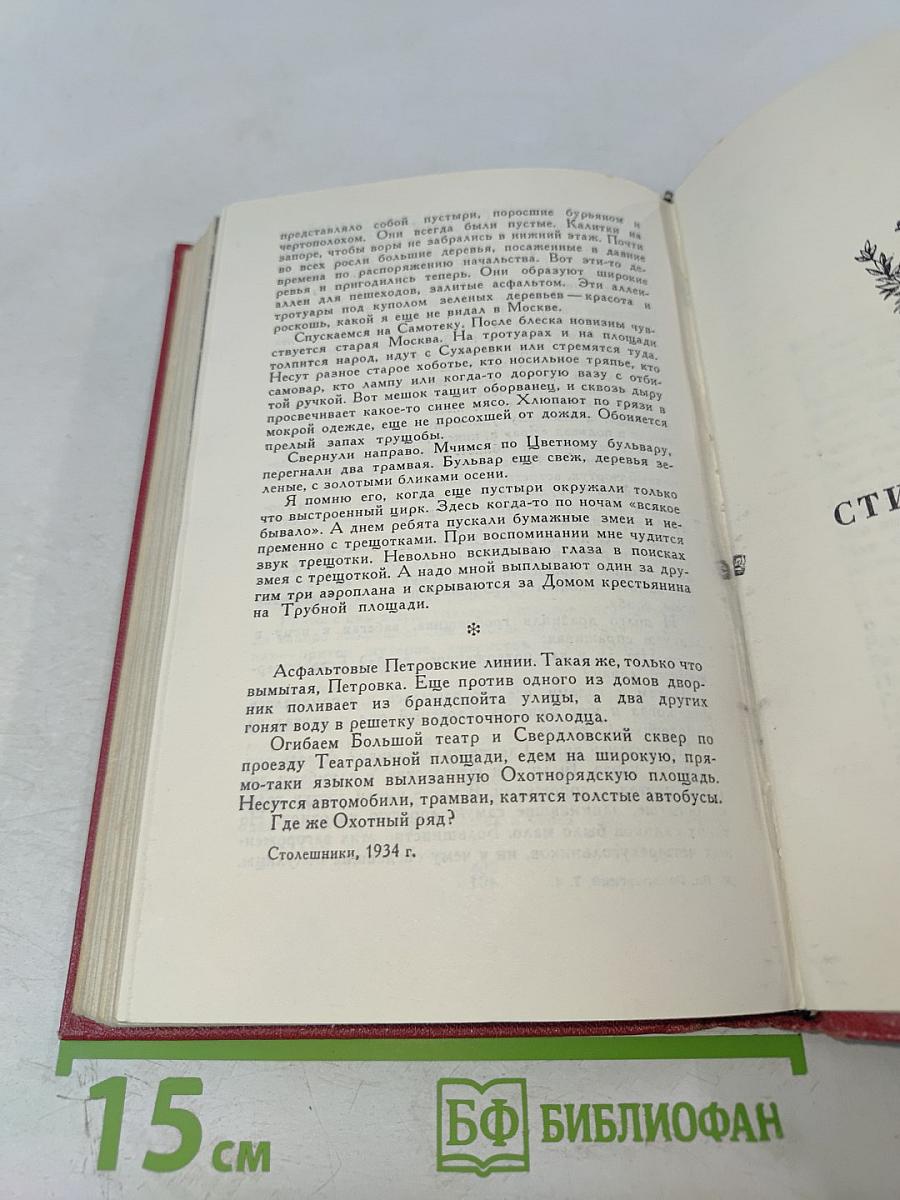 представляло собой пустыри, поросшие бурьяном и
чертополохом. Они всегда были пустые. Калитки на
запоре, чтобы воры не забрались в нижний этаж. Почти
во всех росли большие деревья, посаженные в давние
времена по распоряжению начальства. Вот эти-то де-
ревья и пригодились теперь. Они образуют широкие
аллеи для пешеходов, залитые асфальтом. Эти аллеи-
тротуары под куполом зеленых деревьев — красота и
роскошь, какой я еще не видал в Москве.
Спускаемся на Самотеку. После блеска новизны чув-
ствуется старая Москва. На тротуарах и на площади
толпится народ, идут с Сухаревки или стремятся туда.
Несут разное старое хоботье, кто носильное тряпье, кто
самовар, кто лампу или когда-то дорогую вазу с отби-
той ручкой. Вот мешок тащит оборванец, и сквозь дыру
просвечивает какое-то синее мясо. Хлюпают по грязи в
мокрой одежде, еще не просохшей от дождя. Обоняется
прелый запах трущобы.
Свернули направо. Мчимся по Цветному бульвару,
перегнали два трамвая. Бульвар еще свеж, деревья зе-
леные, с золотыми бликами осени.
Я помню его, когда еще пустыри окружали только
что выстроенный цирк. Здесь когда-то по ночам «всякое
бывало». А днем ребята пускали бумажные змеи и не-
пременно с трещотками. При воспоминании мне чудится
звук трещотки. Невольно вскидываю глаза в поисках
змея с трещоткой. А надо мной выплывают один за дру-
гим три аэроплана и скрываются за Домом крестьянина
на Трубной площади.
*
Асфальтовые Петровские линии. Такая же, только что
вымытая, Петровка. Еще против одного из домов двор-
ник поливает из брандспойта улицы, а два других
гонят воду в решетку водосточного колодца.
Огибаем Большой театр и Свердловский сквер по
проезду Театральной площади, едем на широкую, пря-
мо-таки языком вылизанную Охотнорядскую площадь.
Несутся автомобили, трамваи, катятся толстые автобусы.
Где же Охотный ряд?
Столешники, 1934 г.
СТИ
15 см
БФ БИБЛИОФАН